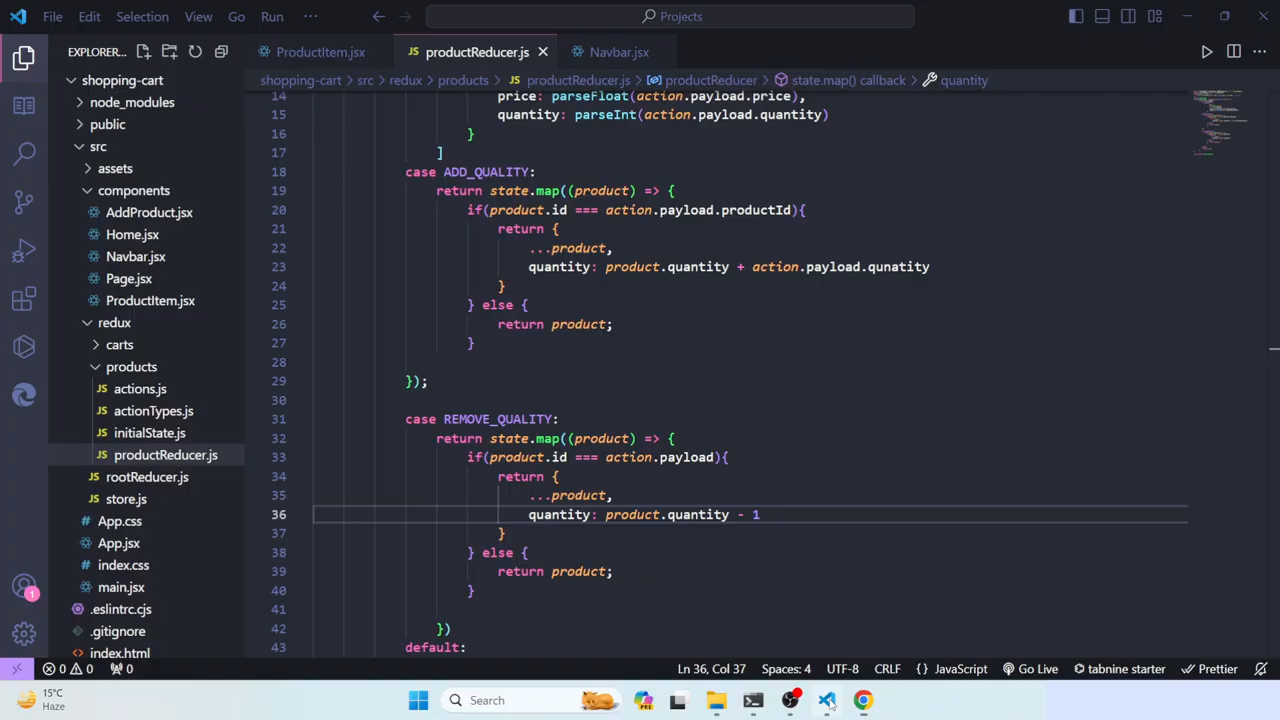 File Edit Selection View Go Run ··· Projects
EXPLORER... ProductItem.jsx productReducer.js Navbar.jsx
shopping-cart shopping-cart > src > redux > products > productReducer.js > productReducer > state.map() callback > quantity
node_modules
public
src
assets
components
AddProduct.jsx
Home.jsx
Navbar.jsx
Page.jsx
ProductItem.jsx
redux
carts
products
actions.js
actionTypes.js
initialState.js
productReducer.js
rootReducer.js
store.js
App.css
App.jsx
index.css
main.jsx
.eslintrc.cjs
.gitignore
index.html
14 price: parseFloat(action.payload.price),
15 quantity: parseInt(action.payload.quantity)
16 }
17 ]
18 case ADD_QUALITY:
19 return state.map((product) => {
20 if(product.id === action.payload.productId){
21 return {
22 ...product,
23 quantity: product.quantity + action.payload.qunatity
24 }
25 } else {
26 return product;
27 }
28
29 });
30
31 case REMOVE_QUALITY:
32 return state.map((product) => {
33 if(product.id === action.payload){
34 return {
35 ...product,
36 quantity: product.quantity - 1
37 }
38 } else {
39 return product;
40 }
41
42 })
43 default:
1
0 0 0 Ln 36, Col 37 Spaces: 4 UTF-8 CRLF {} JavaScript Go Live tabnine starter Prettier
15°C
Haze
Search
PRE